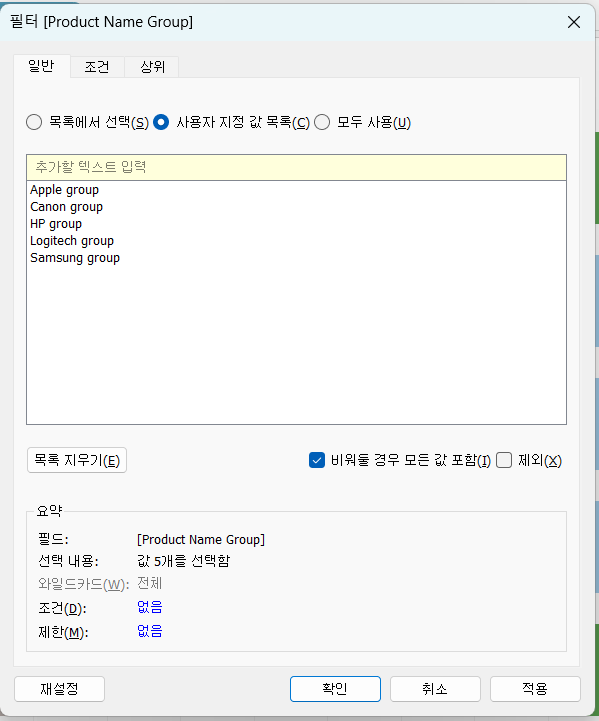 필터 [Product Name Group]
일반 조건 상위
목록에서 선택(S) 사용자 지정 값 목록(C) 모두 사용(U)
추가할 텍스트 입력
Apple group
Canon group
HP group
Logitech group
Samsung group
목록 지우기(E) 비워둘 경우 모든 값 포함(I) 제외(X)
요약
필드: [Product Name Group]
선택 내용: 값 5개를 선택함
와일드카드(W): 전체
조건(D): 없음
제한(M): 없음
재설정 확인 취소 적용